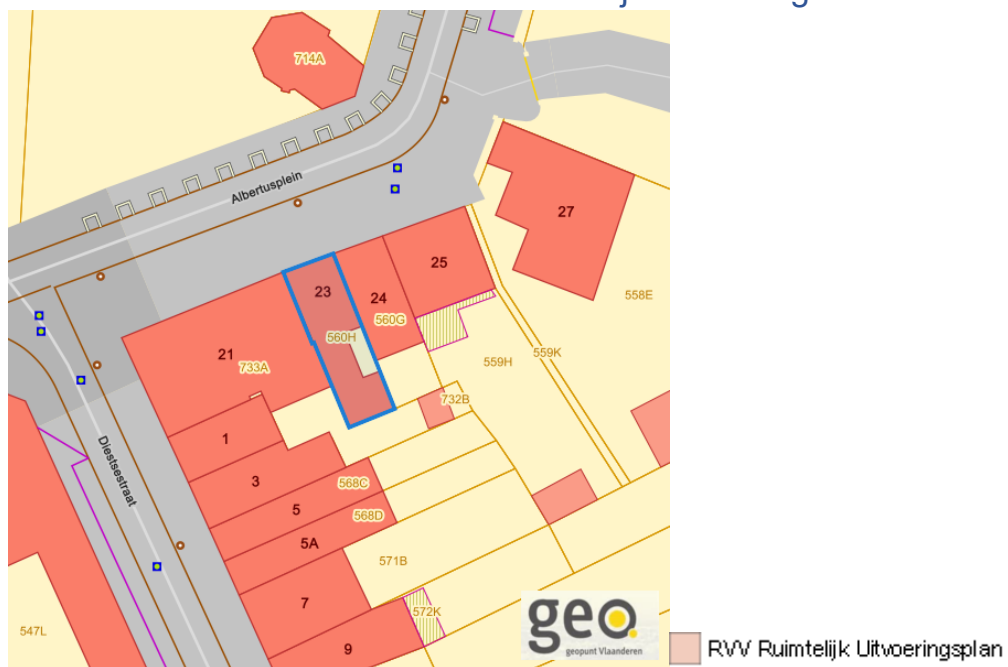 714A
Albertusplein
27
25
23
24
558E
560G
560H
21
733A
559H
559K
732B
1
3
568C
5
568D
Diestsestraat
5A
571B
7
572K
547L
9
geo.
geopunt Vlaanderen
RVV Ruimtelijk Uitvoeringsplan